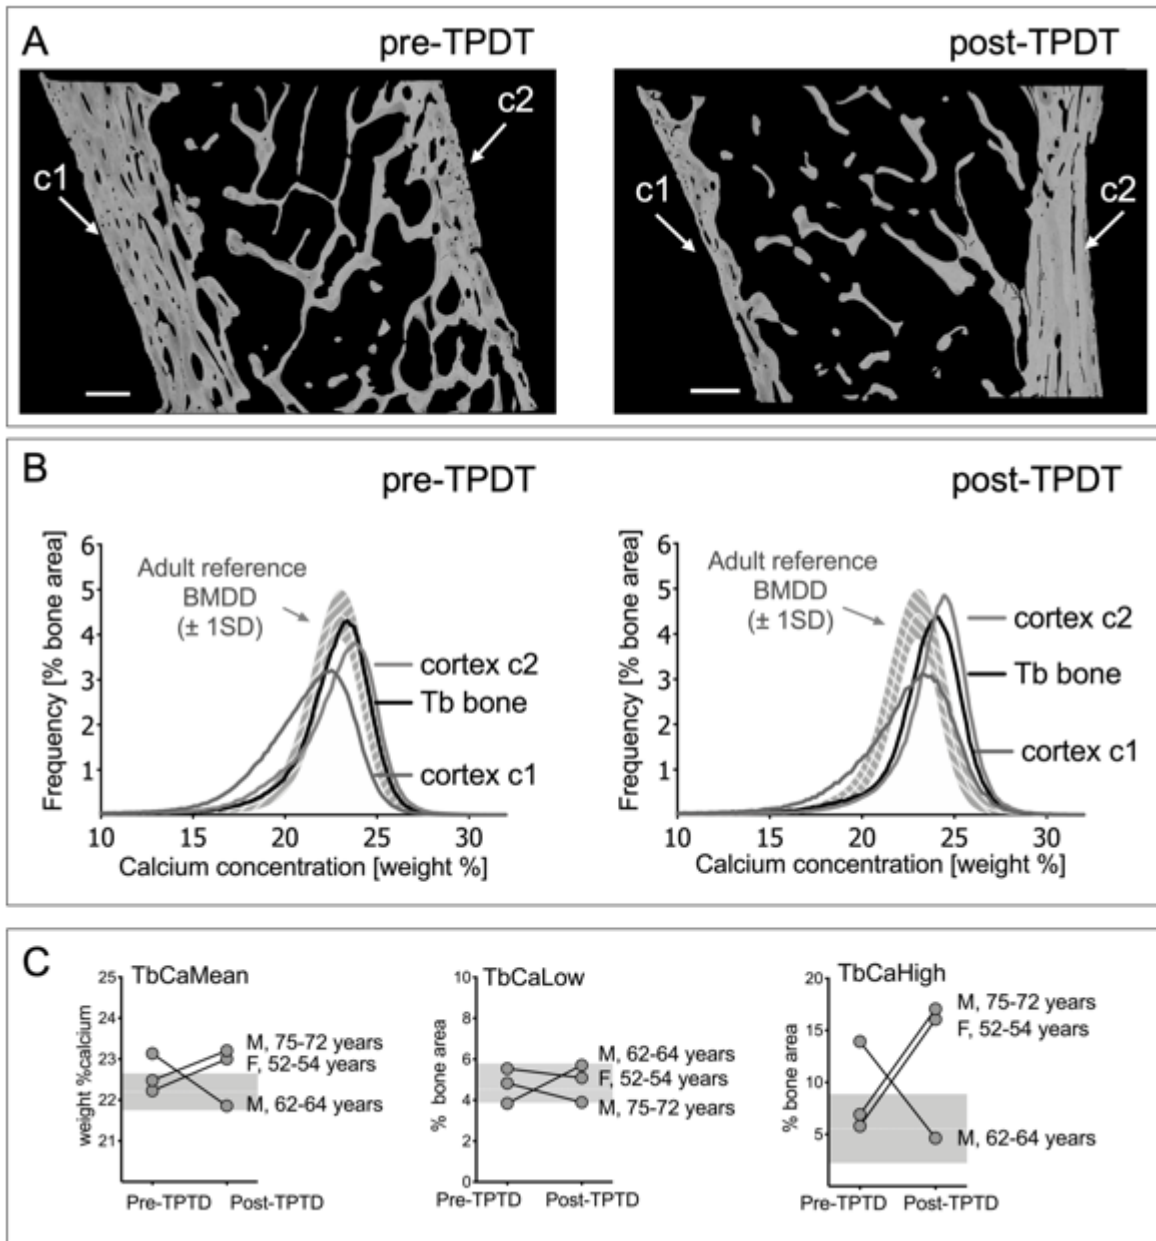 A
pre-TPDT
post-TPDT
c1
c2
c1
c2
B
pre-TPDT
post-TPDT
Frequency [% bone area]
6
5
4
3
2
1
Adult reference
BMDD
(± 1SD)
cortex c2
Tb bone
cortex c1
10 15 20 25 30
Calcium concentration [weight %]
Frequency [% bone area]
6
5
4
3
2
1
Adult reference
BMDD
(± 1SD)
cortex c2
Tb bone
cortex c1
10 15 20 25 30
Calcium concentration [weight %]
C
TbCaMean
weight %calcium
25
24
23
22
21
M, 75-72 years
F, 52-54 years
M, 62-64 years
Pre-TPTD Post-TPTD
TbCaLow
% bone area
10
8
6
4
2
0
M, 62-64 years
F, 52-54 years
M, 75-72 years
Pre-TPTD Post-TPTD
TbCaHigh
% bone area
20
15
10
5
M, 75-72 years
F, 52-54 years
M, 62-64 years
Pre-TPTD Post-TPTD